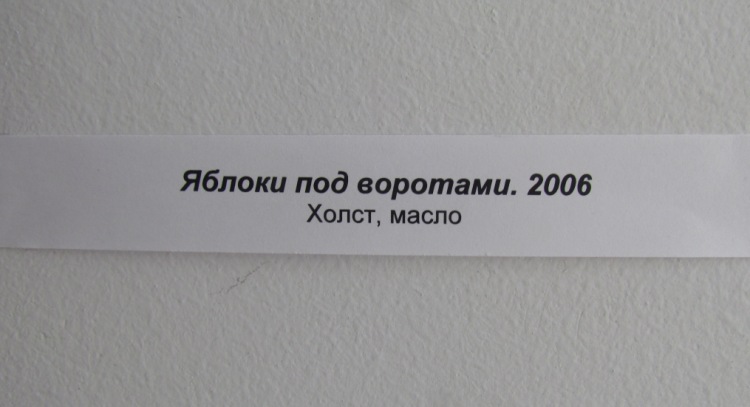 Яблоки под воротами. 2006
Холст, масло